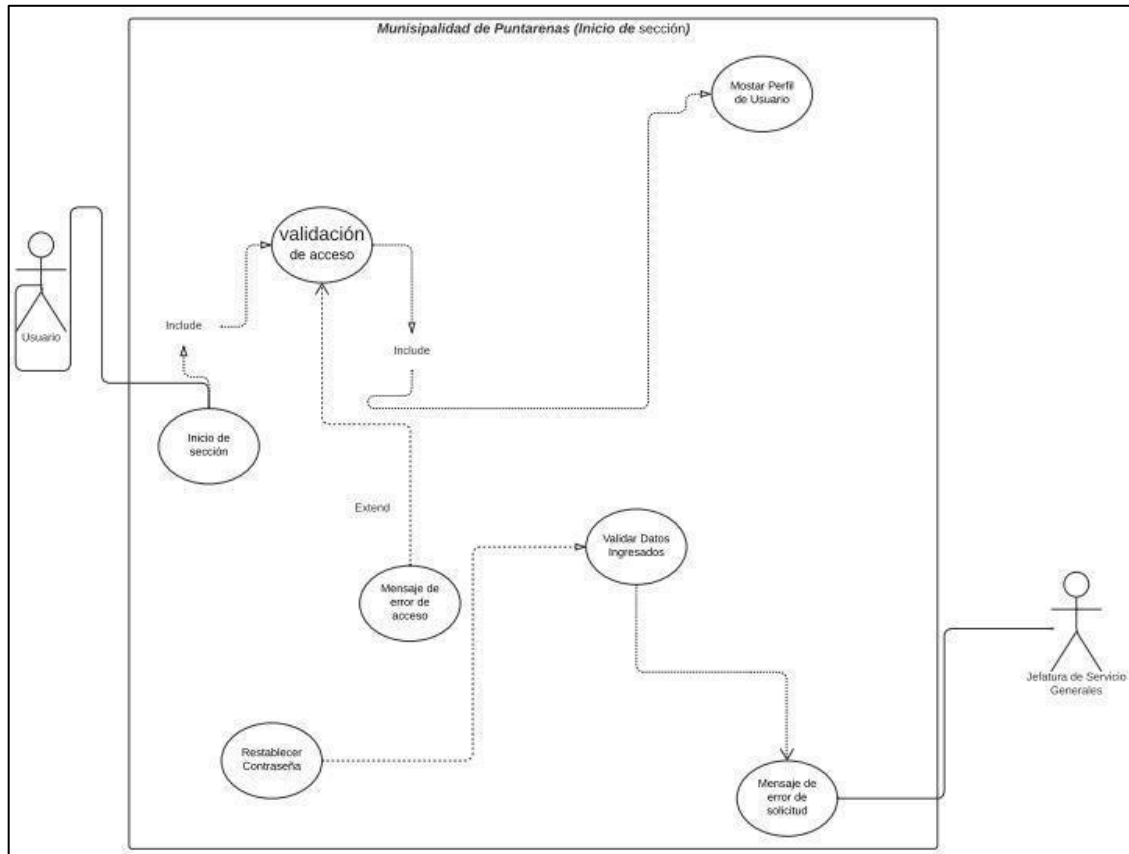 Munisipalidad de Puntarenas (Inicio de sección)
Mostar Perfil
de Usuario
validación
de acceso
Usuario
Include
Include
Inicio de
sección
Extend
Validar Datos
Ingresados
Mensaje de
error de
acceso
Jefatura de Servicio
Generales
Restablecer
Contraseña
Mensaje de
error de
solicitud